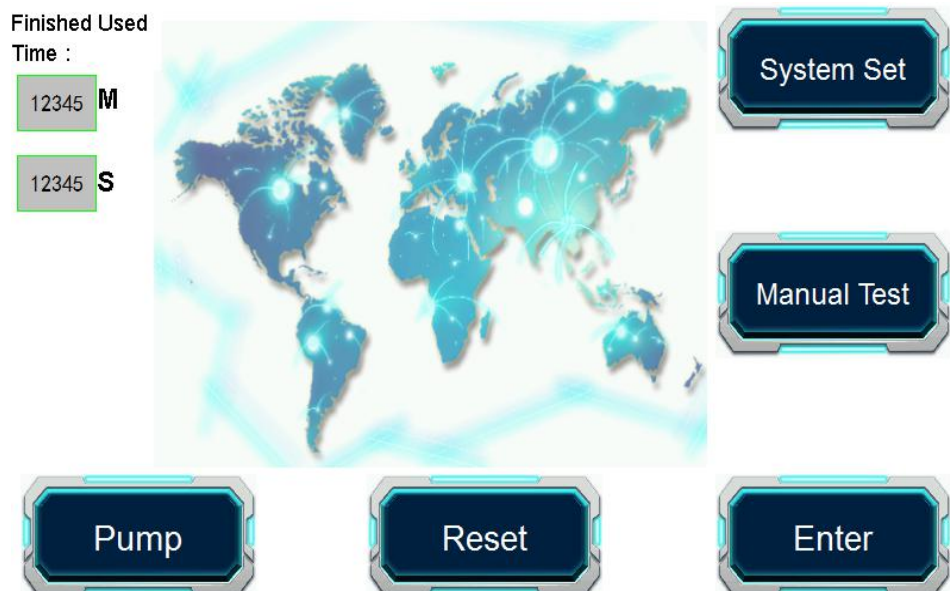 Finished Used
Time :
12345 M
12345 S
System Set
Manual Test
Pump
Reset
Enter